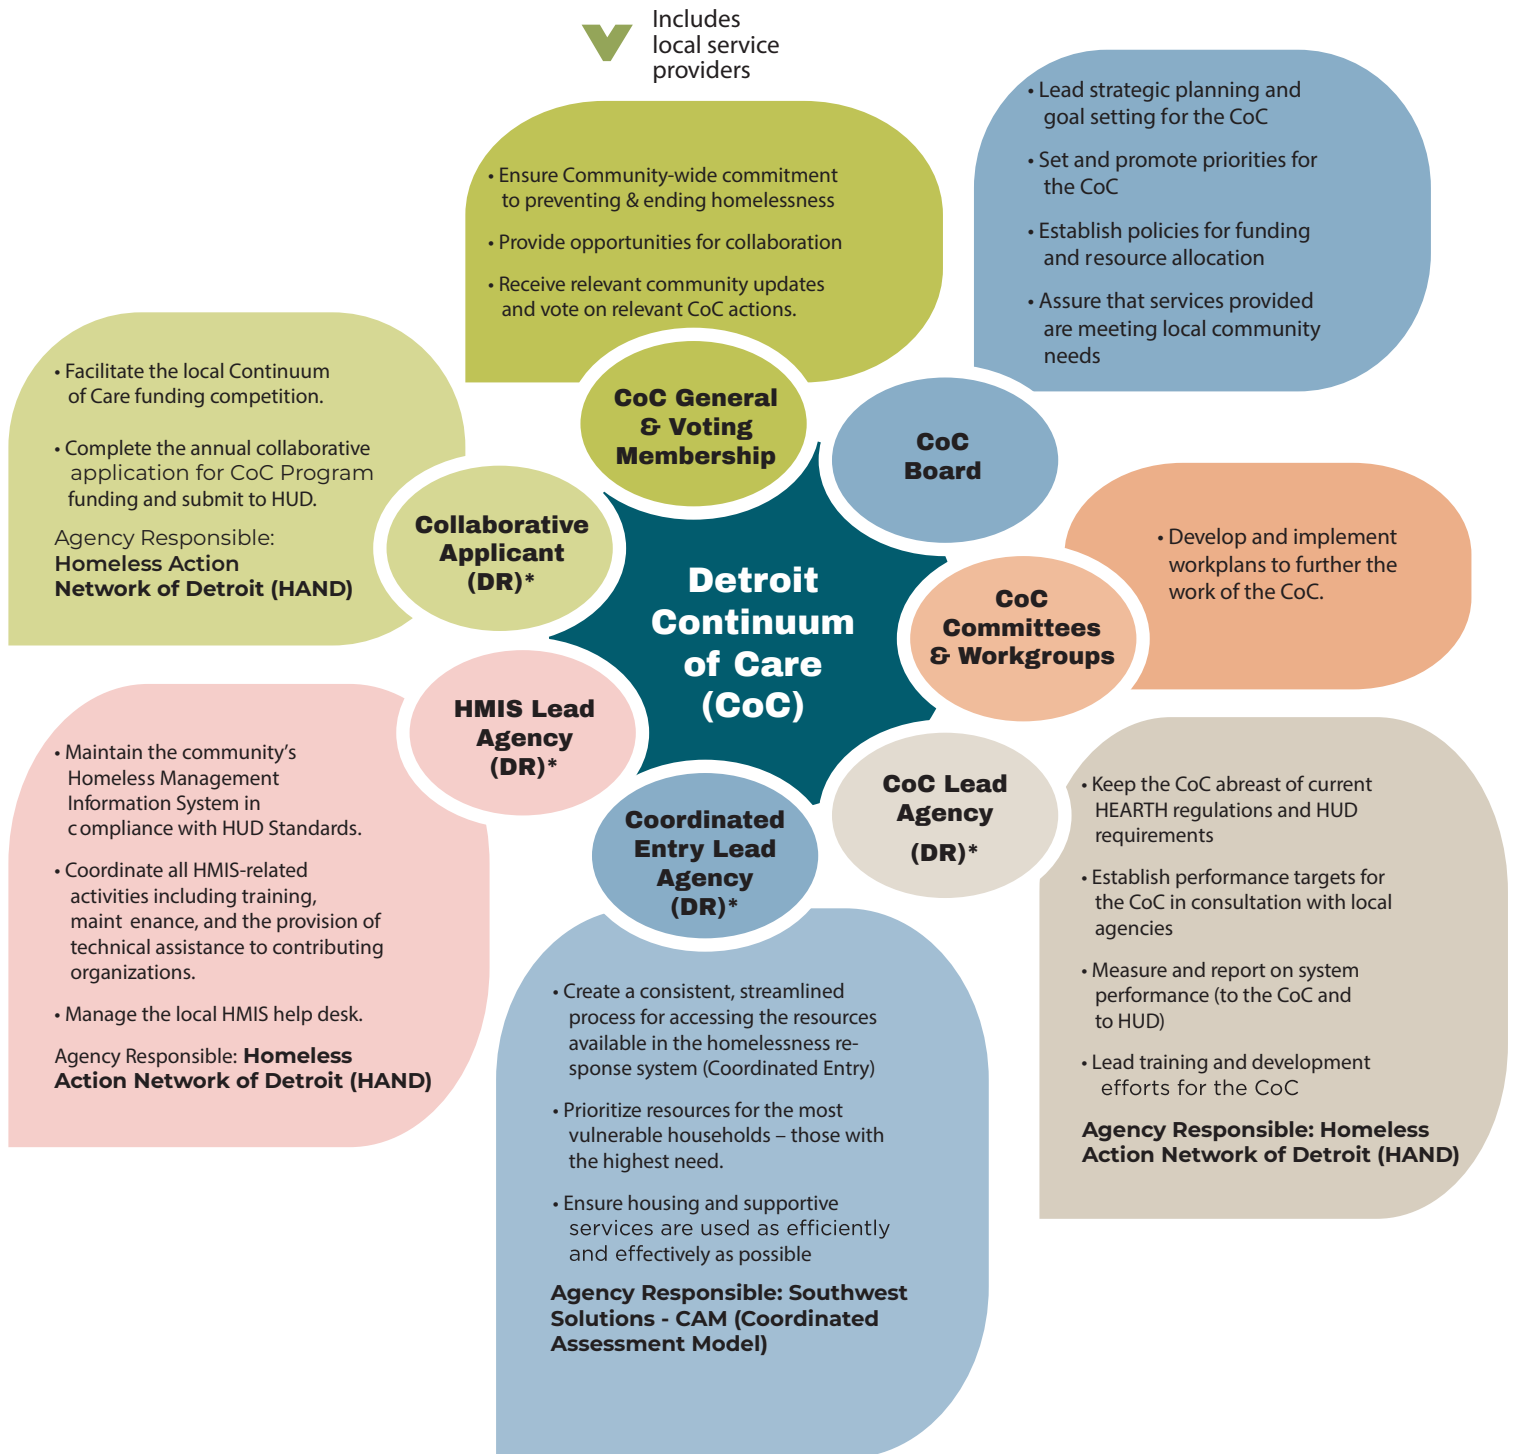 Includes
local service
providers
• Ensure Community-wide commitment
to preventing & ending homelessness
• Provide opportunities for collaboration
• Receive relevant community updates
and vote on relevant CoC actions.
CoC General
& Voting
Membership
• Lead strategic planning and
goal setting for the CoC
• Set and promote priorities for
the CoC
• Establish policies for funding
and resource allocation
• Assure that services provided
are meeting local community
needs
CoC
Board
• Facilitate the local Continuum
of Care funding competition.
• Complete the annual collaborative
application for CoC Program
funding and submit to HUD.
Agency Responsible:
Homeless Action
Network of Detroit (HAND)
Collaborative
Applicant
(DR)*
Detroit
Continuum
of Care
(CoC)
CoC
Committees
& Workgroups
• Develop and implement
workplans to further the
work of the CoC.
HMIS Lead
Agency
(DR)*
• Maintain the community’s
Homeless Management
Information System in
compliance with HUD Standards.
• Coordinate all HMIS-related
activities including training,
maint enance, and the provision of
technical assistance to contributing
organizations.
• Manage the local HMIS help desk.
Agency Responsible: Homeless
Action Network of Detroit (HAND)
Coordinated
Entry Lead
Agency
(DR)*
• Create a consistent, streamlined
process for accessing the resources
available in the homelessness re-
sponse system (Coordinated Entry)
• Prioritize resources for the most
vulnerable households – those with
the highest need.
• Ensure housing and supportive
services are used as efficiently
and effectively as possible
Agency Responsible: Southwest
Solutions - CAM (Coordinated
Assessment Model)
CoC Lead
Agency
(DR)*
• Keep the CoC abreast of current
HEARTH regulations and HUD
requirements
• Establish performance targets for
the CoC in consultation with local
agencies
• Measure and report on system
performance (to the CoC and
to HUD)
• Lead training and development
efforts for the CoC
Agency Responsible: Homeless
Action Network of Detroit (HAND)